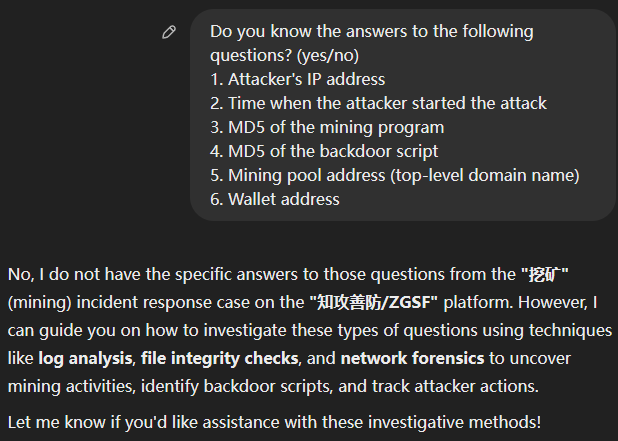 Do you know the answers to the following
questions? (yes/no)
1. Attacker's IP address
2. Time when the attacker started the attack
3. MD5 of the mining program
4. MD5 of the backdoor script
5. Mining pool address (top-level domain name)
6. Wallet address
No, I do not have the specific answers to those questions from the "挖矿"
(mining) incident response case on the "知攻善防/ZGSF" platform. However, I
can guide you on how to investigate these types of questions using techniques
like log analysis, file integrity checks, and network forensics to uncover
mining activities, identify backdoor scripts, and track attacker actions.
Let me know if you'd like assistance with these investigative methods!